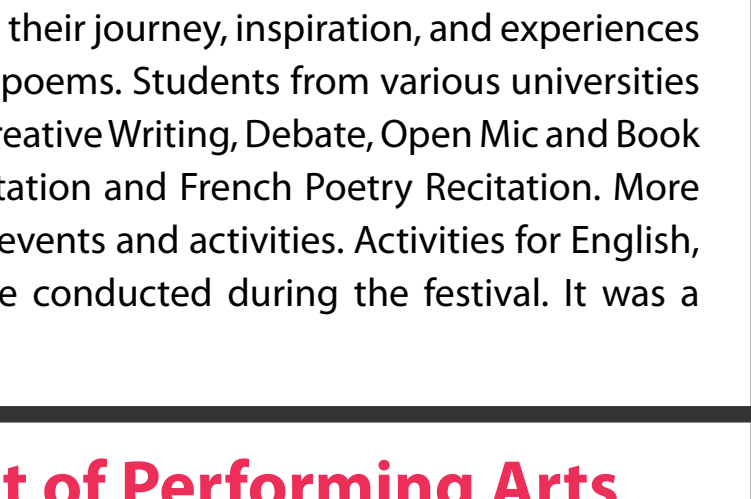 their journey, inspiration, and experiences
poems. Students from various universities
reative Writing, Debate, Open Mic and Book
tation and French Poetry Recitation. More
events and activities. Activities for English,
e conducted during the festival. It was a
t of Performing Arts